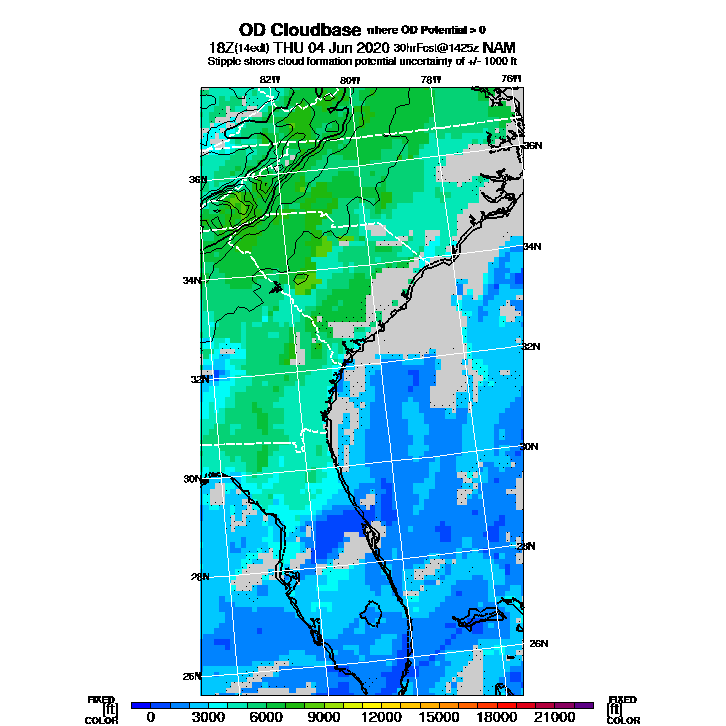 OD Cloudbase where OD Potential > 0
18Z(14edt) THU 04 Jun 2020 30hrFcst@1425z NAM
Stipple shows cloud formation potential uncertainty of +/- 1000 ft
82W 80W 78W 76W
36N
36N
34N
34N
32N
32N
30N
30N
28N
28N
26N
26N
FIXED FIXED
[ft] [ft]
COLOR 0 3000 6000 9000 12000 15000 18000 21000 COLOR